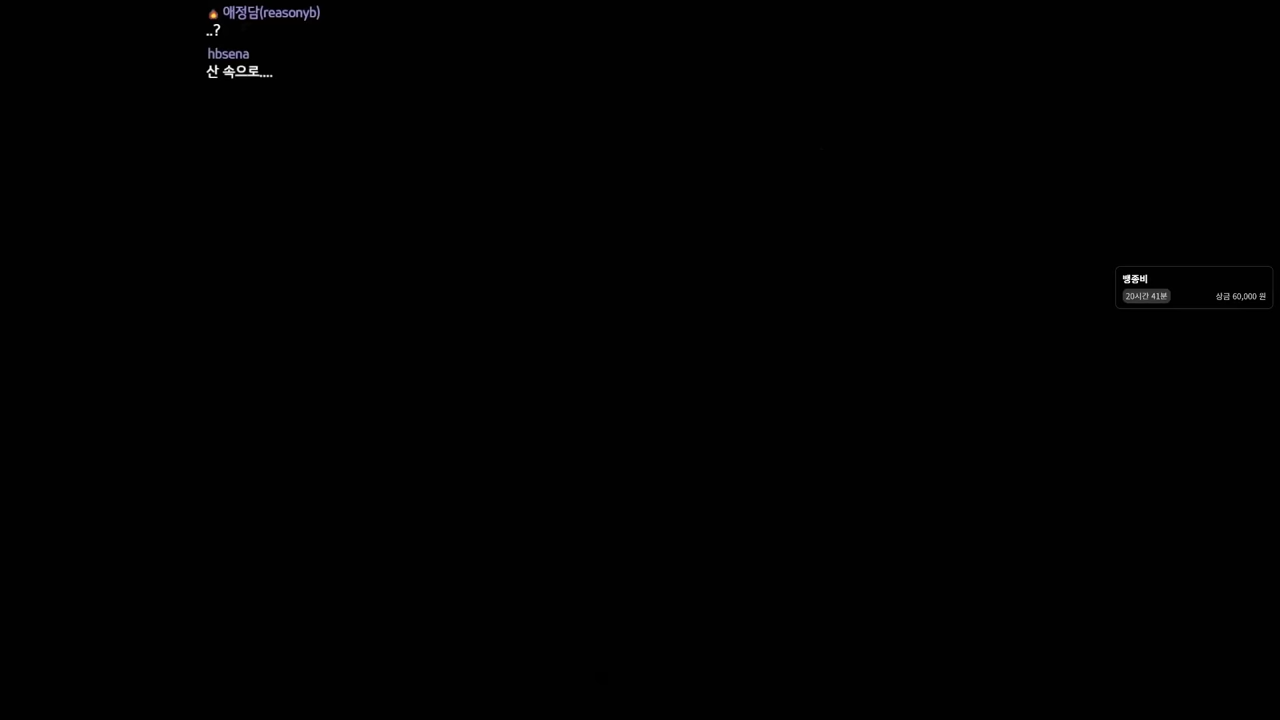 애정담(reasonyb)
..?
hbsena
산 속으로....
뱅종비
20시간 41분
상금 60,000 원